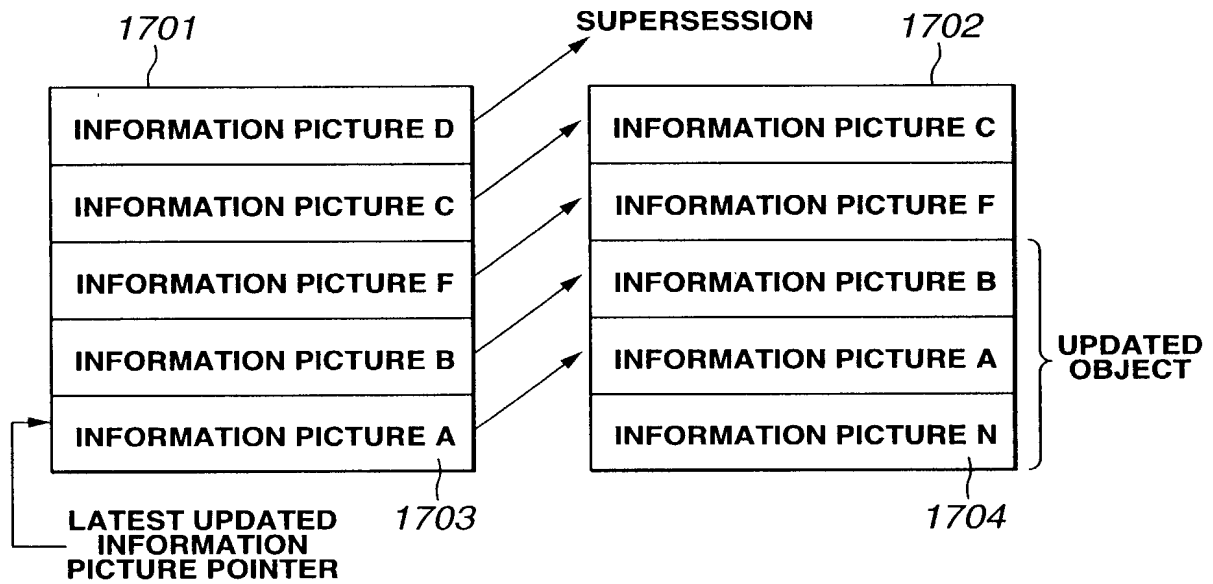 SUPERSESSION
1701
1702
INFORMATION PICTURE D
INFORMATION PICTURE C
INFORMATION PICTURE F
INFORMATION PICTURE B
INFORMATION PICTURE A
1703
LATEST UPDATED
INFORMATION
PICTURE POINTER
INFORMATION PICTURE C
INFORMATION PICTURE F
INFORMATION PICTURE B
INFORMATION PICTURE A
INFORMATION PICTURE N
1704
UPDATED
OBJECT